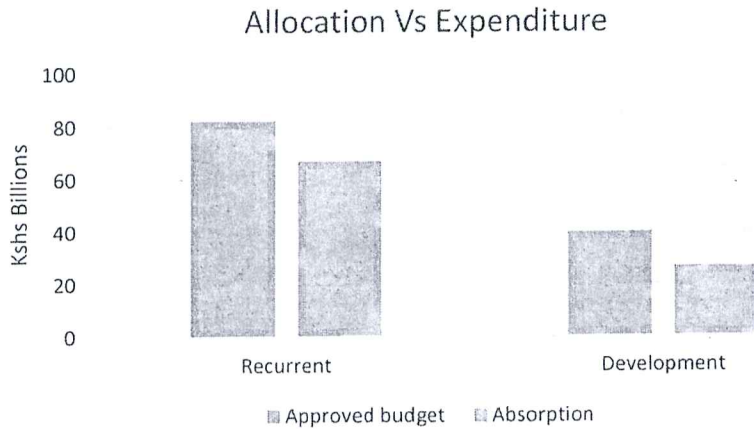 Allocation Vs Expenditure
100
80
60
40
20
0
Kshs Billions
Recurrent
Development
Approved budget
Absorption